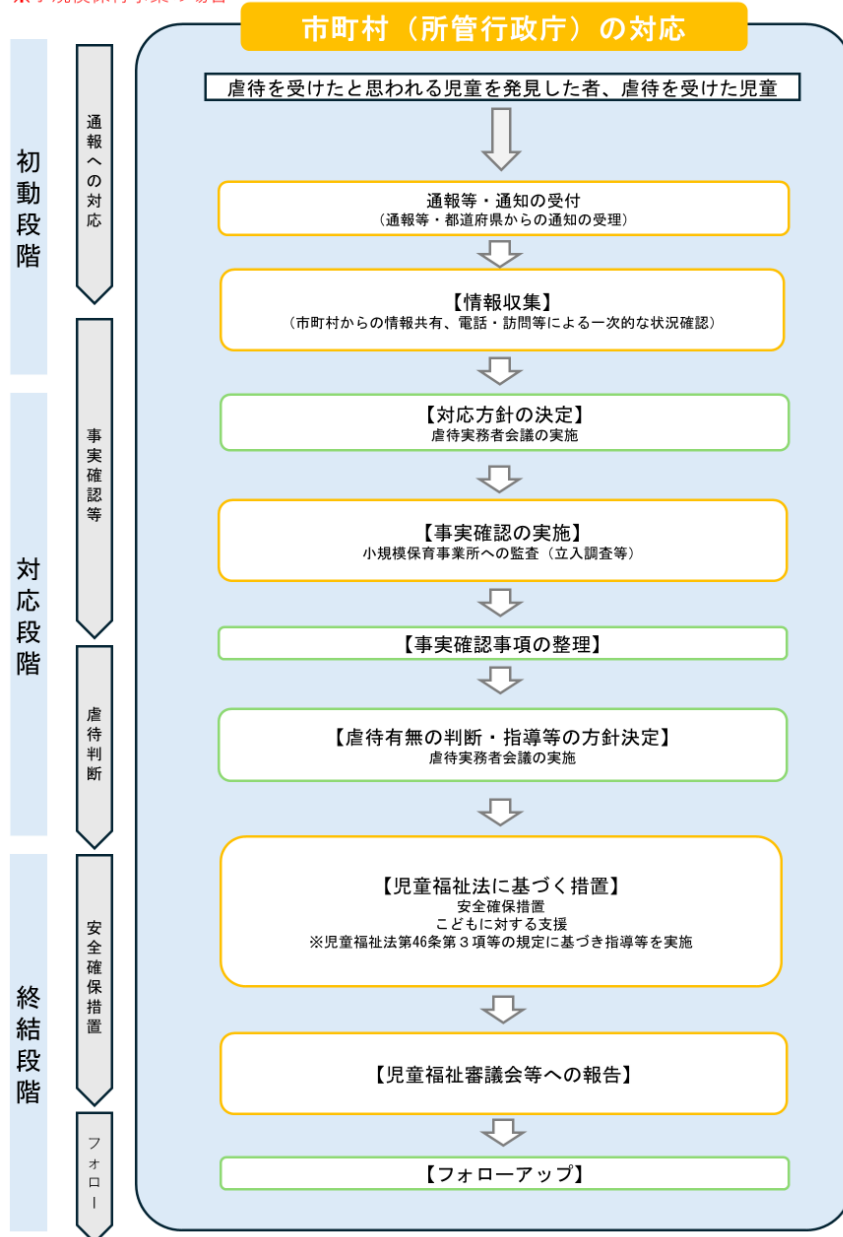 市町村（所管行政庁）の対応
虐待を受けたと思われる児童を発見した者、虐待を受けた児童
初動段階
通報への対応
通報等・通知の受付
（通報等・都道府県からの通知の受理）
【情報収集】
（市町村からの情報共有、電話・訪問等による一次的な状況確認）
対応段階
事実確認等
【対応方針の決定】
虐待実務者会議の実施
【事実確認の実施】
小規模保育事業所への監査（立入調査等）
【事実確認事項の整理】
虐待判断
【虐待有無の判断・指導等の方針決定】
虐待実務者会議の実施
終結段階
安全確保措置
【児童福祉法に基づく措置】
安全確保措置
こどもに対する支援
※児童福祉法第46条第３項等の規定に基づき指導等を実施
【児童福祉審議会等への報告】
フォロー
【フォローアップ】